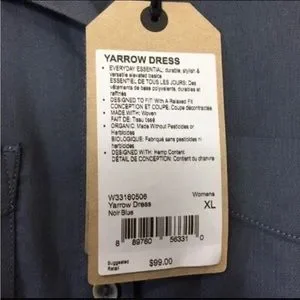 YARROW DRESS
• EVERYDAY ESSENTIAL: durable, stylish &
versatile elevated basics
ESSENTIEL DE TOUS LES JOURS: Des
vêtements de base polyvalents, durables et
raffinés
• DESIGNED TO FIT With A Relaxed Fit
CONCEPTION ET COUPE: Coupe décontractée
• MADE WITH: Woven
FAIT DE: Tissu tissé
• ORGANIC: Made Without Pesticides or
Herbicides
BIOLOGIQUE: Fabriqué sans pesticides ni
herbicides
• DESIGNED WITH: Hemp Content
DÉTAIL DE CONCEPTION: Contient du chanvre
W33160506
Womens
Yarrow Dress
XL
Noir Blue
8 89760 56331 0
Suggested
Retail
$99.00